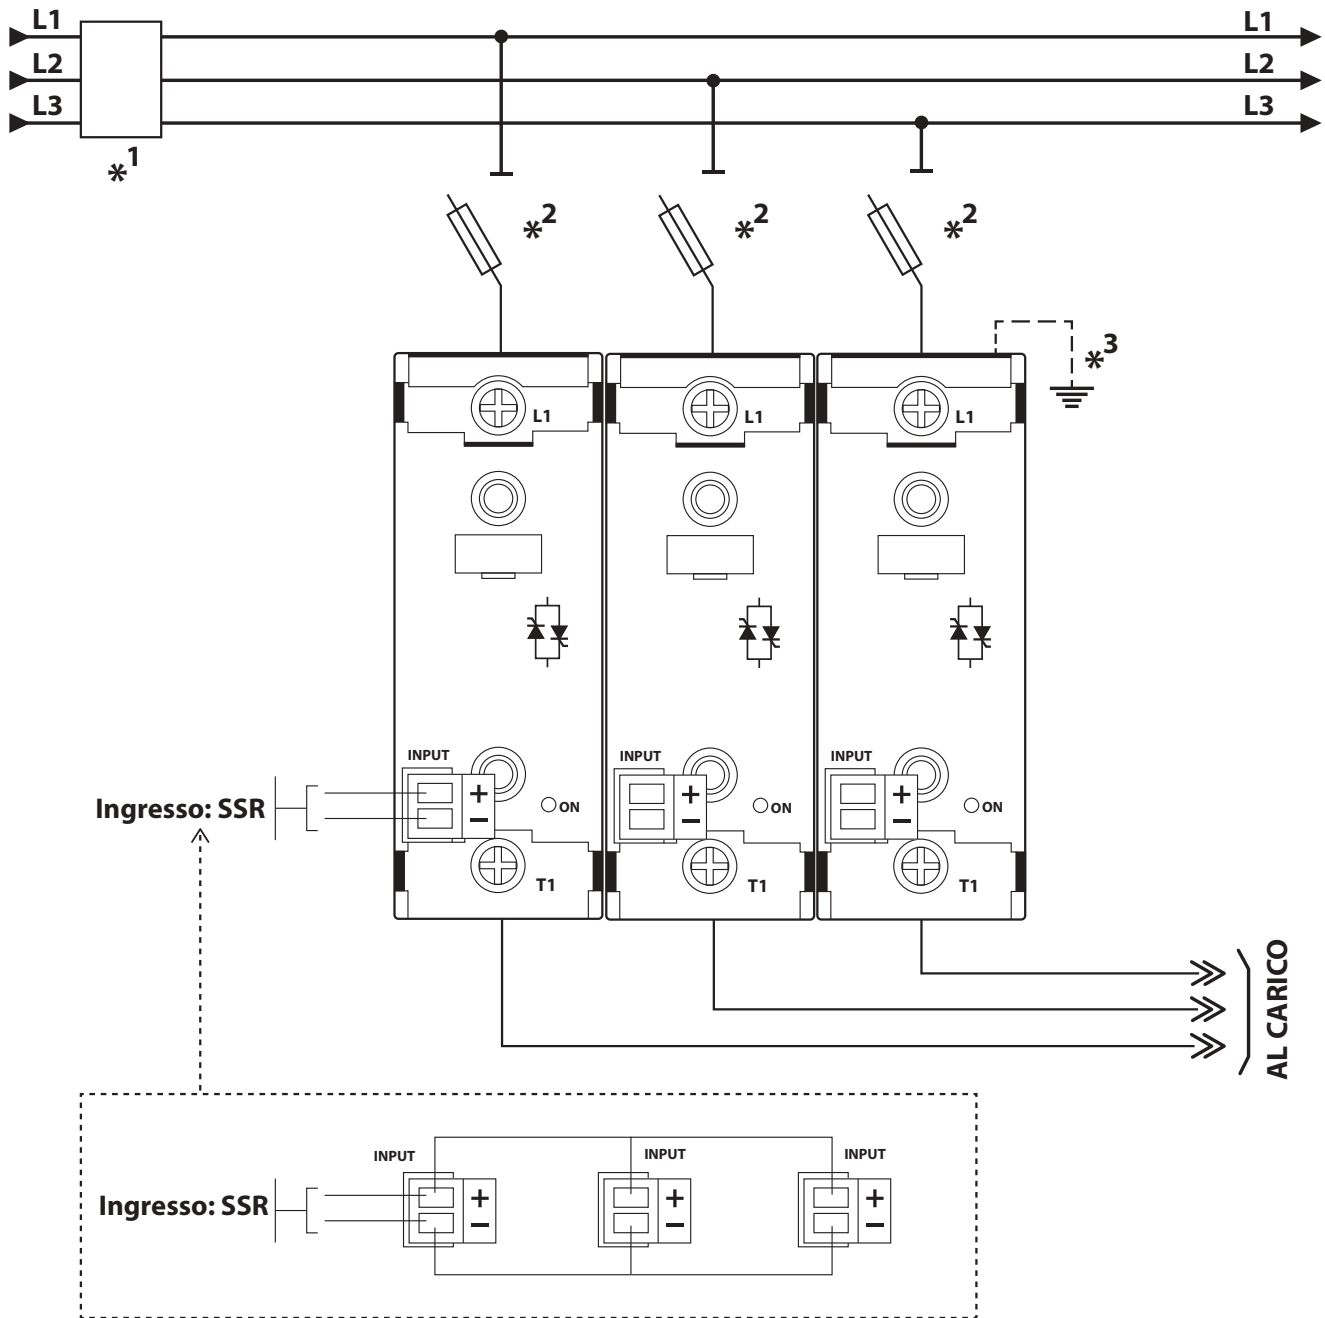 L1 L1
L2 L2
L3 L3
*1
*2 *2 *2
*3
L1 L1 L1
INPUT INPUT INPUT
+ + +
Ingresso: SSR
ON ON ON
− − −
T1 T1 T1
AL CARICO
INPUT INPUT INPUT
Ingresso: SSR
+ + +
− − −